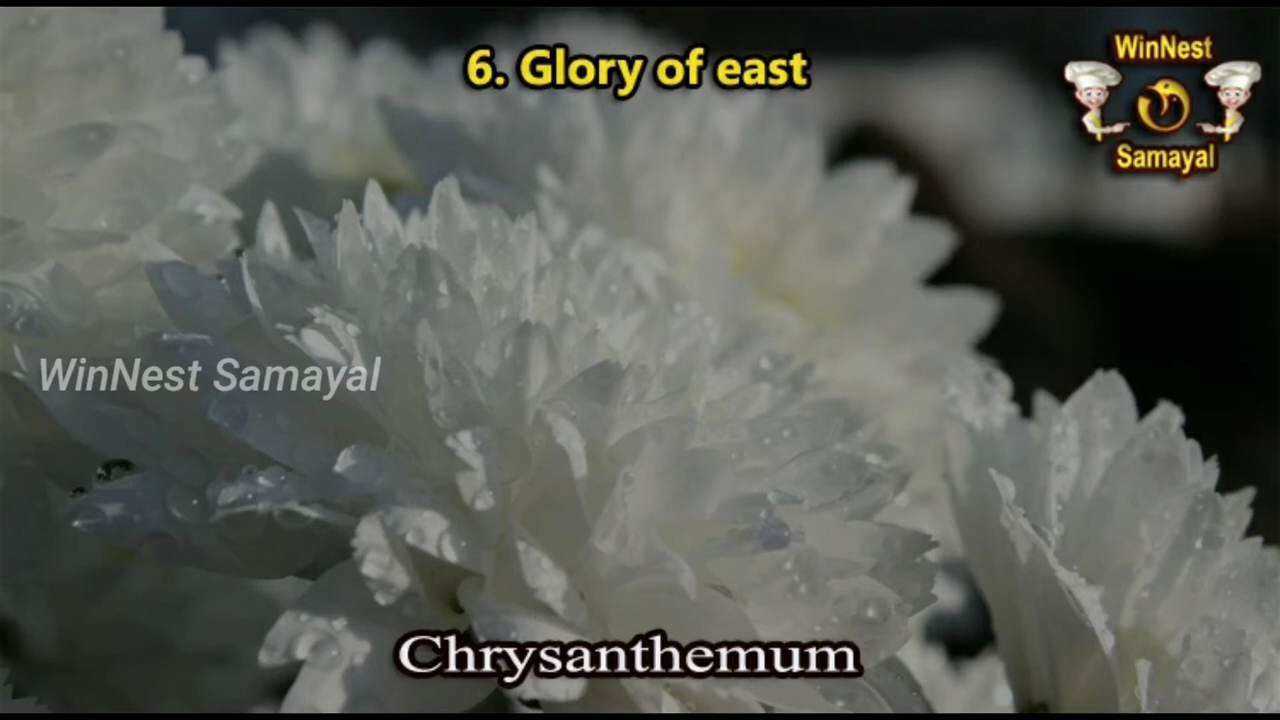 6. Glory of east
WinNest
Samayal
WinNest Samayal
Chrysanthemum